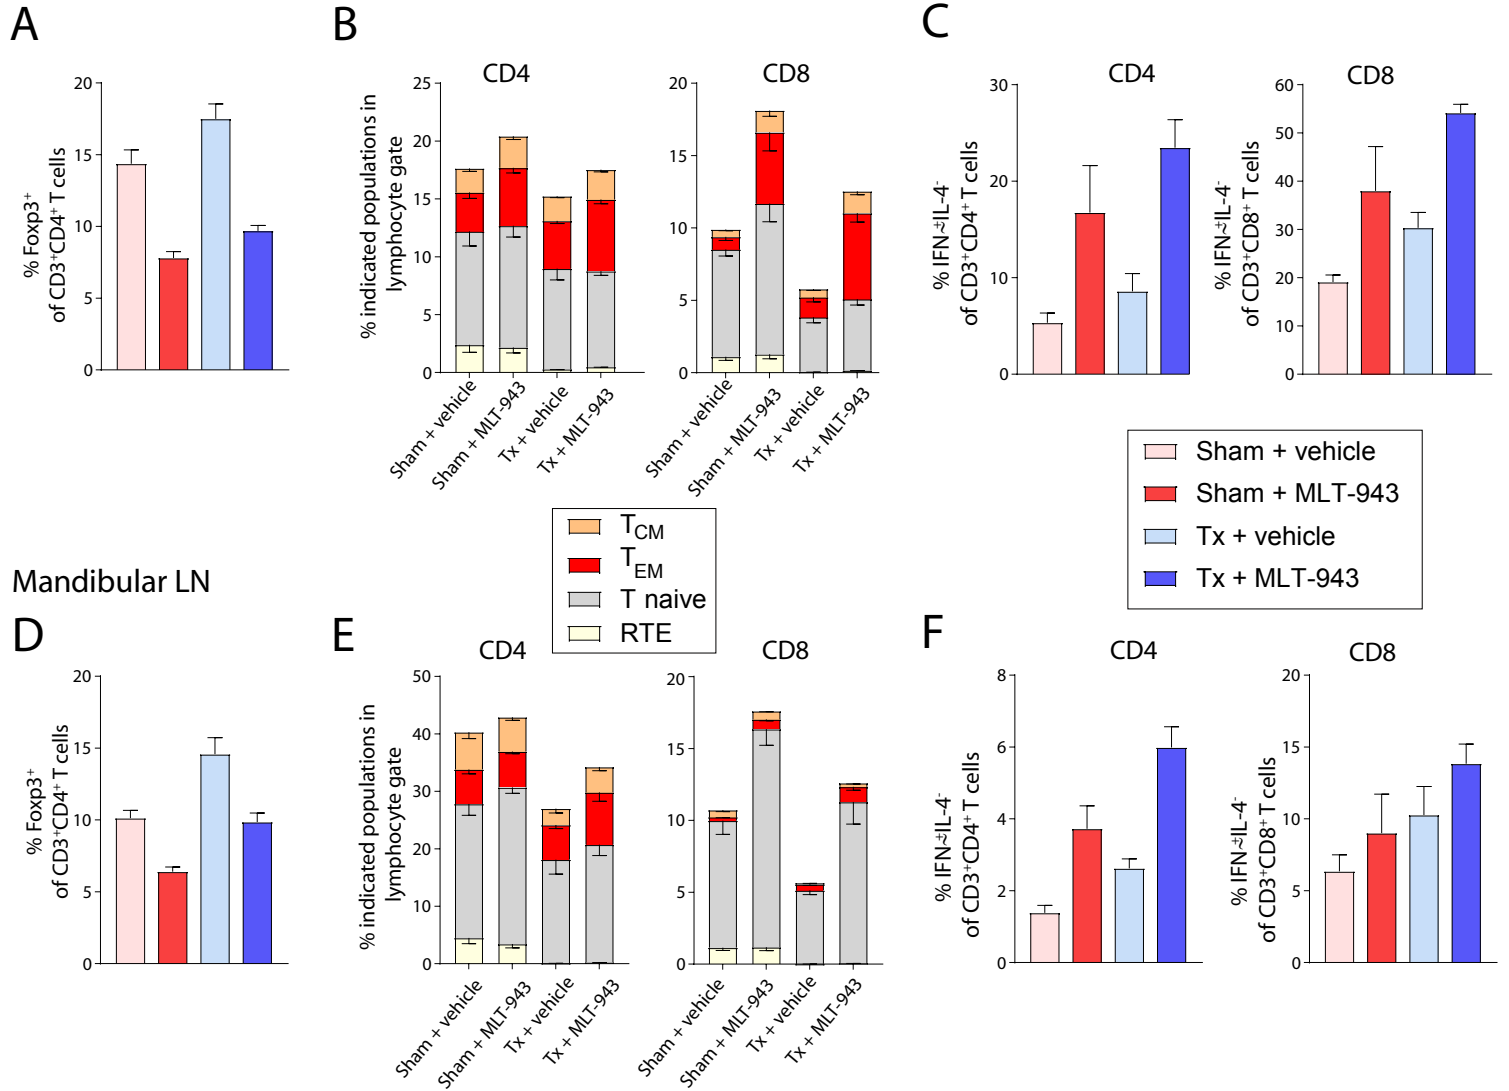 A
B
C
% Foxp3⁺
of CD3⁺CD4⁺ T cells
20
15
10
5
0
% indicated populations in
lymphocyte gate
CD4
25
20
15
10
5
0
Sham + vehicle
Sham + MLT-943
Tx + vehicle
Tx + MLT-943
CD8
20
15
10
5
0
Sham + vehicle
Sham + MLT-943
Tx + vehicle
Tx + MLT-943
CD4
% IFN-γ⁺IL-4⁻
of CD3⁺CD4⁺ T cells
30
20
10
0
CD8
% IFN-γ⁺IL-4⁻
of CD3⁺CD8⁺ T cells
60
50
40
30
20
10
0
T_CM
T_EM
T naive
RTE
Sham + vehicle
Sham + MLT-943
Tx + vehicle
Tx + MLT-943
Mandibular LN
D
E
F
% Foxp3⁺
of CD3⁺CD4⁺ T cells
20
15
10
5
0
% indicated populations in
lymphocyte gate
CD4
50
40
30
20
10
0
Sham + vehicle
Sham + MLT-943
Tx + vehicle
Tx + MLT-943
CD8
20
15
10
5
0
Sham + vehicle
Sham + MLT-943
Tx + vehicle
Tx + MLT-943
CD4
% IFN-γ⁺IL-4⁻
of CD3⁺CD4⁺ T cells
8
6
4
2
0
CD8
% IFN-γ⁺IL-4⁻
of CD3⁺CD8⁺ T cells
20
15
10
5
0